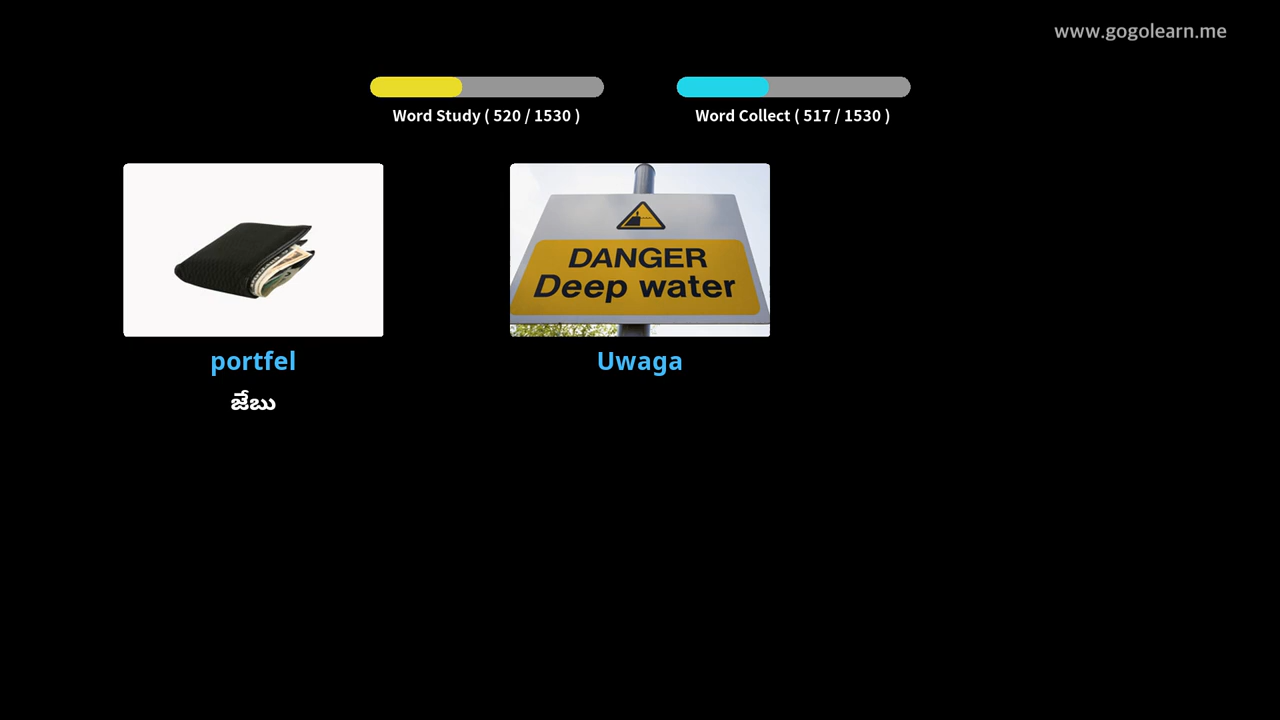 www.gogolearn.me
Word Study ( 520 / 1530 )
Word Collect ( 517 / 1530 )
DANGER
Deep water
portfel
Uwaga
జేబు